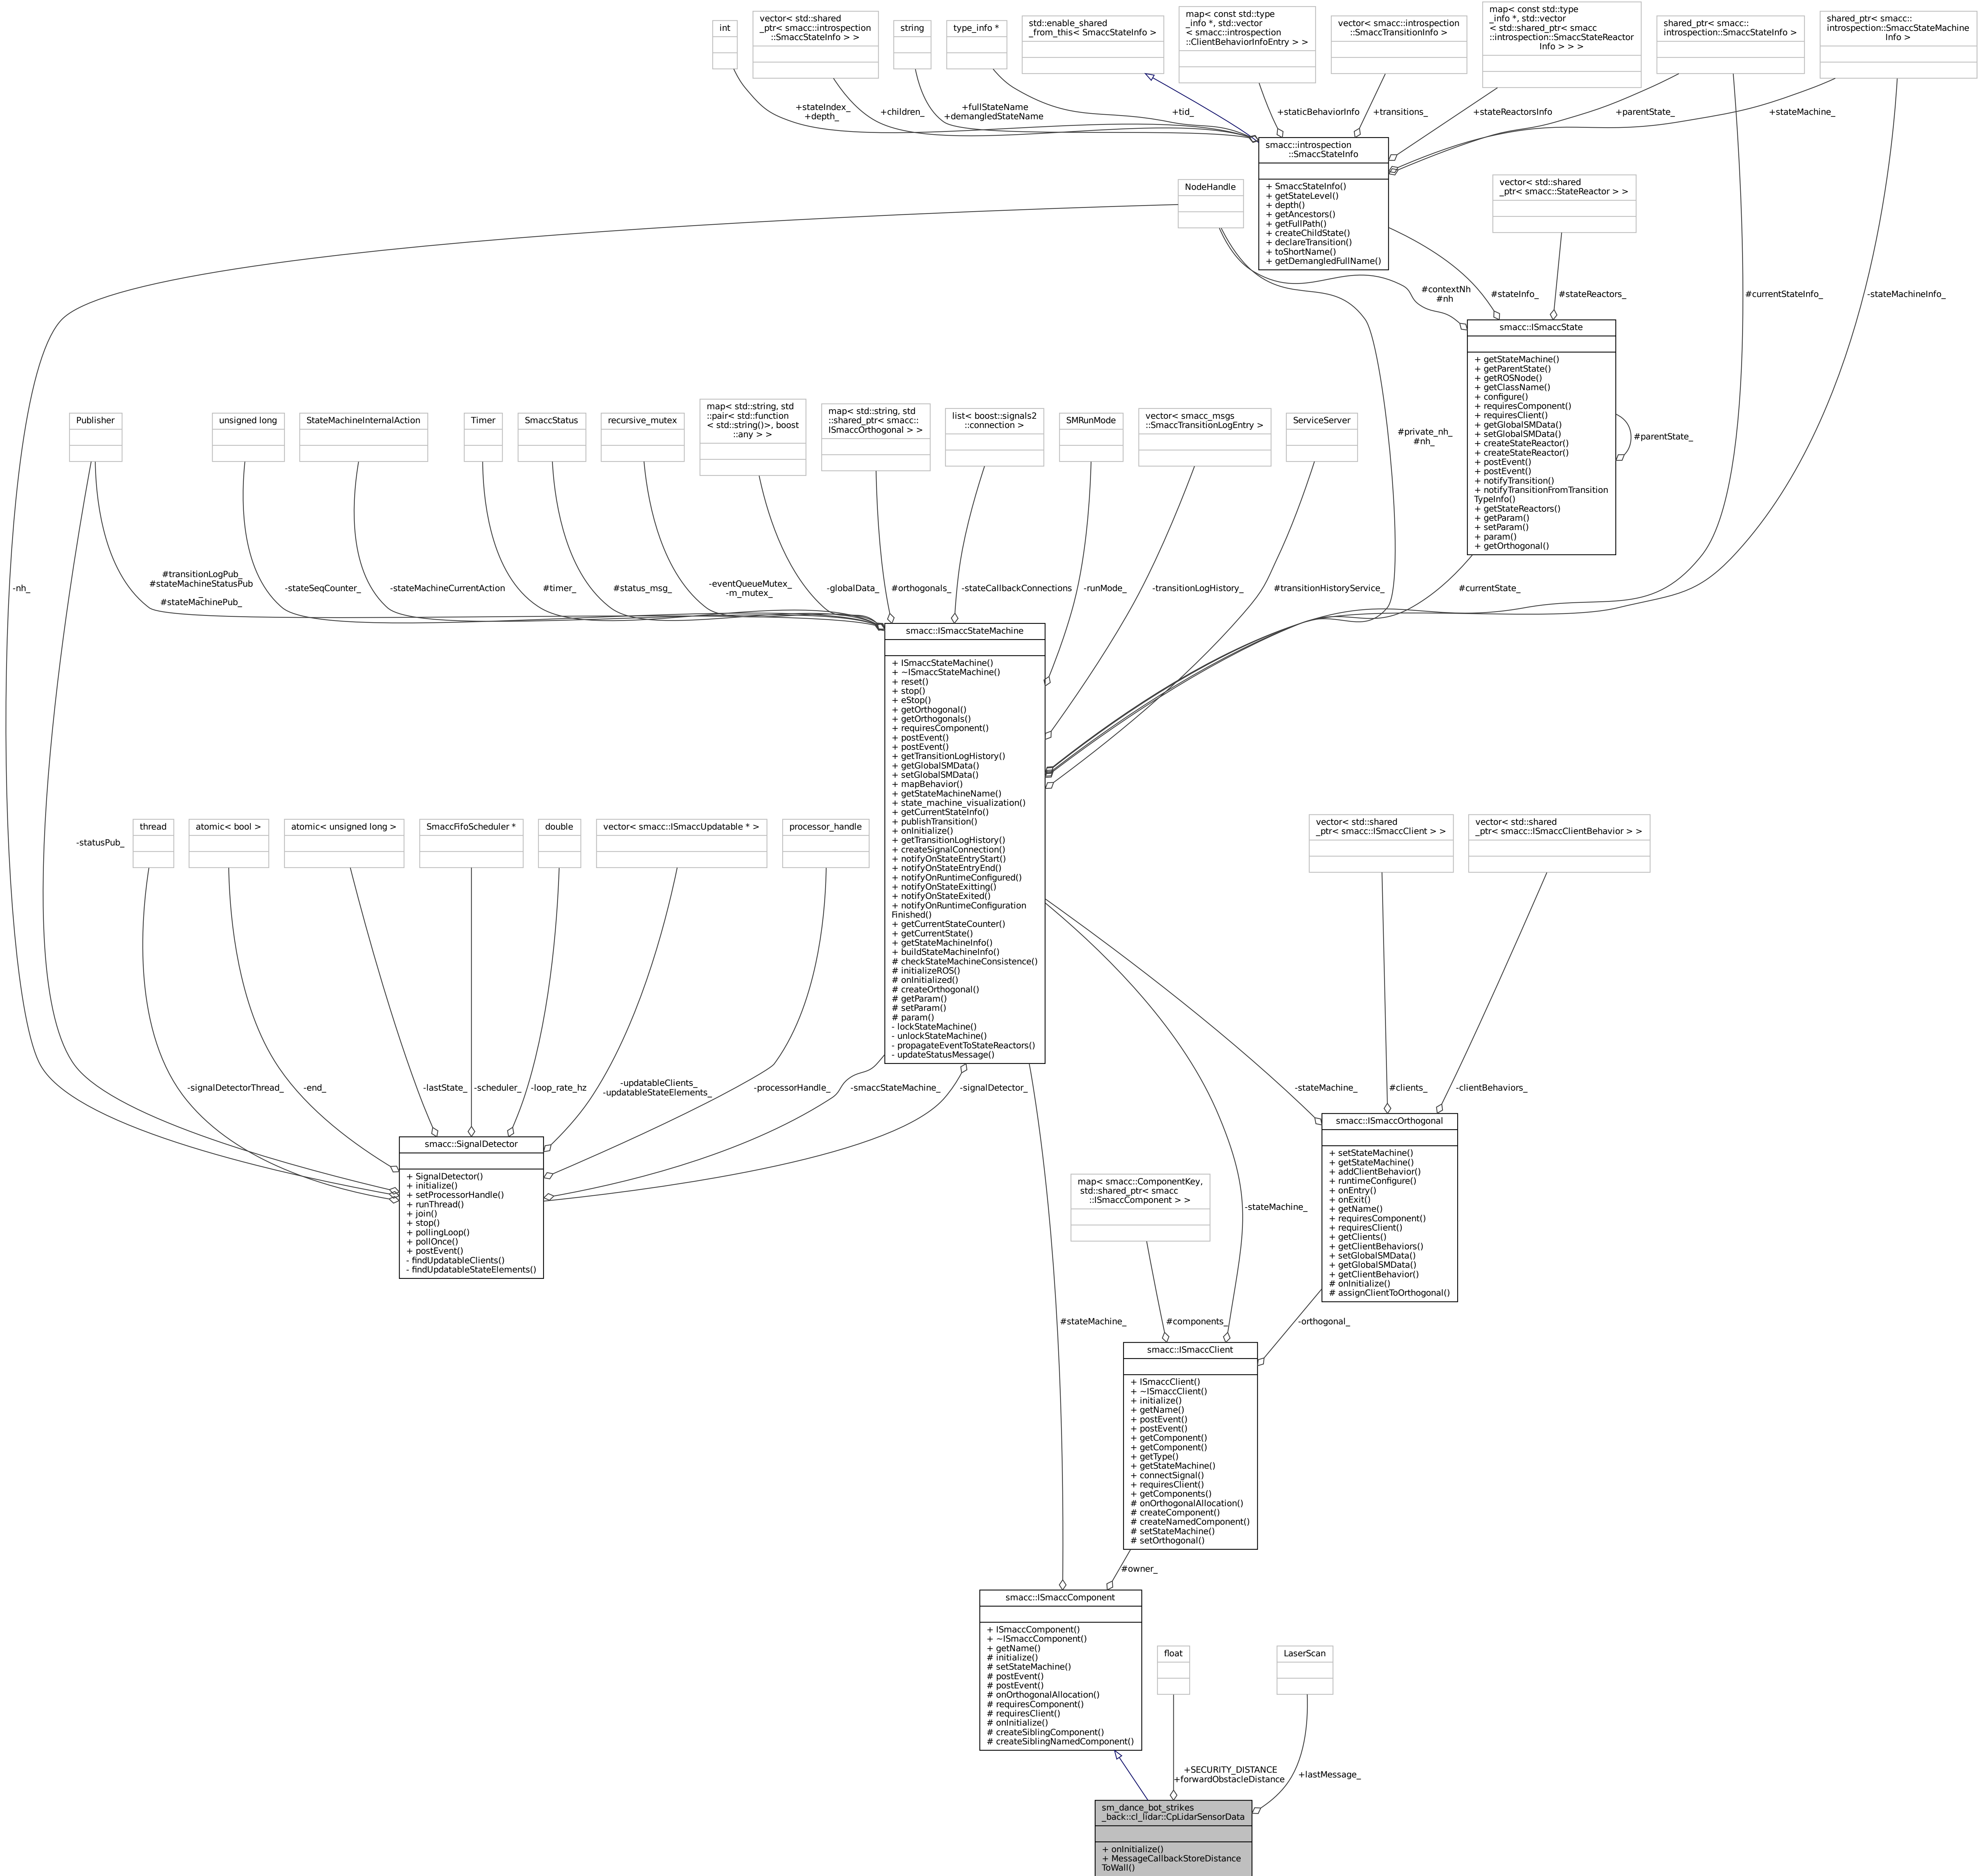 int
vector< std::shared
_ptr< smacc::introspection
::SmaccStateInfo > >
string
type_info *
std::enable_shared
_from_this< SmaccStateInfo >
map< const std::type
_info *, std::vector
< smacc::introspection
::ClientBehaviorInfoEntry > >
vector< smacc::introspection
::SmaccTransitionInfo >
map< const std::type
_info *, std::vector
< std::shared_ptr< smacc
::introspection::SmaccStateReactor
Info > > >
shared_ptr< smacc::
introspection::SmaccStateInfo >
shared_ptr< smacc::
introspection::SmaccStateMachine
Info >
+stateIndex_
+depth_
+children_
+fullStateName
+demangledStateName
+tid_
+staticBehaviorInfo
+transitions_
+stateReactorsInfo
+parentState_
+stateMachine_
smacc::introspection
::SmaccStateInfo
+ SmaccStateInfo()
+ getStateLevel()
+ depth()
+ getAncestors()
+ getFullPath()
+ createChildState()
+ declareTransition()
+ toShortName()
+ getDemangledFullName()
NodeHandle
vector< std::shared
_ptr< smacc::StateReactor > >
#contextNh
#nh
#stateInfo_
#stateReactors_
#currentStateInfo_
-stateMachineInfo_
smacc::ISmaccState
+ getStateMachine()
+ getParentState()
+ getROSNode()
+ getClassName()
+ configure()
+ requiresComponent()
+ requiresClient()
+ getGlobalSMData()
+ setGlobalSMData()
+ createStateReactor()
+ createStateReactor()
+ postEvent()
+ postEvent()
+ notifyTransition()
+ notifyTransitionFromTransition
TypeInfo()
+ getStateReactors()
+ getParam()
+ setParam()
+ param()
+ getOrthogonal()
#parentState_
Publisher
unsigned long
StateMachineInternalAction
Timer
SmaccStatus
recursive_mutex
map< std::string, std
::pair< std::function
< std::string()>, boost
::any > >
map< std::string, std
::shared_ptr< smacc::
ISmaccOrthogonal > >
list< boost::signals2
::connection >
SMRunMode
vector< smacc_msgs
::SmaccTransitionLogEntry >
ServiceServer
#private_nh_
#nh_
-nh_
#transitionLogPub_
#stateMachineStatusPub
_
#stateMachinePub_
-stateSeqCounter_
-stateMachineCurrentAction
#timer_
#status_msg_
-eventQueueMutex_
-m_mutex_
-globalData_
#orthogonals_
-stateCallbackConnections
-runMode_
-transitionLogHistory_
#transitionHistoryService_
#currentState_
smacc::ISmaccStateMachine
+ ISmaccStateMachine()
+ ~ISmaccStateMachine()
+ reset()
+ stop()
+ eStop()
+ getOrthogonal()
+ getOrthogonals()
+ requiresComponent()
+ postEvent()
+ postEvent()
+ getTransitionLogHistory()
+ getGlobalSMData()
+ setGlobalSMData()
+ mapBehavior()
+ getStateMachineName()
+ state_machine_visualization()
+ getCurrentStateInfo()
+ publishTransition()
+ onInitialize()
+ getTransitionLogHistory()
+ createSignalConnection()
+ notifyOnStateEntryStart()
+ notifyOnStateEntryEnd()
+ notifyOnRuntimeConfigured()
+ notifyOnStateExitting()
+ notifyOnStateExited()
+ notifyOnRuntimeConfiguration
Finished()
+ getCurrentStateCounter()
+ getCurrentState()
+ getStateMachineInfo()
+ buildStateMachineInfo()
# checkStateMachineConsistence()
# initializeROS()
# onInitialized()
# createOrthogonal()
# getParam()
# setParam()
# param()
- lockStateMachine()
- unlockStateMachine()
- propagateEventToStateReactors()
- updateStatusMessage()
-statusPub_
thread
atomic< bool >
atomic< unsigned long >
SmaccFifoScheduler *
double
vector< smacc::ISmaccUpdatable * >
processor_handle
vector< std::shared
_ptr< smacc::ISmaccClient > >
vector< std::shared
_ptr< smacc::ISmaccClientBehavior > >
-signalDetectorThread_
-end_
-lastState_
-scheduler_
-loop_rate_hz
-updatableClients_
-updatableStateElements_
-processorHandle_
-smaccStateMachine_
-signalDetector_
-stateMachine_
#clients_
-clientBehaviors_
smacc::SignalDetector
+ SignalDetector()
+ initialize()
+ setProcessorHandle()
+ runThread()
+ join()
+ stop()
+ pollingLoop()
+ pollOnce()
+ postEvent()
- findUpdatableClients()
- findUpdatableStateElements()
smacc::ISmaccOrthogonal
+ setStateMachine()
+ getStateMachine()
+ addClientBehavior()
+ runtimeConfigure()
+ onEntry()
+ onExit()
+ getName()
+ requiresComponent()
+ requiresClient()
+ getClients()
+ getClientBehaviors()
+ setGlobalSMData()
+ getGlobalSMData()
+ getClientBehavior()
# onInitialize()
# assignClientToOrthogonal()
map< smacc::ComponentKey,
std::shared_ptr< smacc
::ISmaccComponent > >
-stateMachine_
#stateMachine_
#components_
-orthogonal_
smacc::ISmaccClient
+ ISmaccClient()
+ ~ISmaccClient()
+ initialize()
+ getName()
+ postEvent()
+ postEvent()
+ getComponent()
+ getComponent()
+ getType()
+ getStateMachine()
+ connectSignal()
+ requiresClient()
+ getComponents()
# onOrthogonalAllocation()
# createComponent()
# createNamedComponent()
# setStateMachine()
# setOrthogonal()
#owner_
smacc::ISmaccComponent
+ ISmaccComponent()
+ ~ISmaccComponent()
+ getName()
# initialize()
# setStateMachine()
# postEvent()
# postEvent()
# onOrthogonalAllocation()
# requiresComponent()
# requiresClient()
# onInitialize()
# createSiblingComponent()
# createSiblingNamedComponent()
float
LaserScan
+SECURITY_DISTANCE
+forwardObstacleDistance
+lastMessage_
sm_dance_bot_strikes
_back::cl_lidar::CpLidarSensorData
+ onInitialize()
+ MessageCallbackStoreDistance
ToWall()